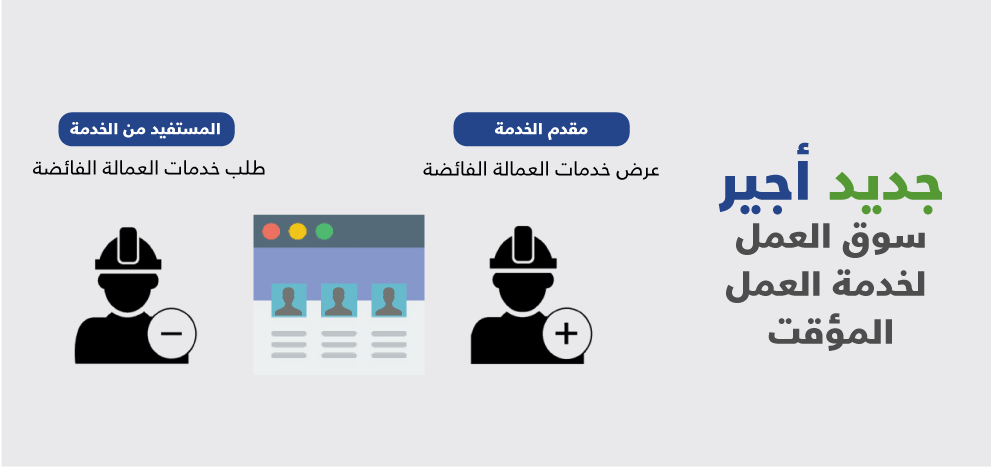 جديد أجير
سوق العمل
لخدمة العمل
المؤقت
مقدم الخدمة
عرض خدمات العمالة الفائضة
المستفيد من الخدمة
طلب خدمات العمالة الفائضة